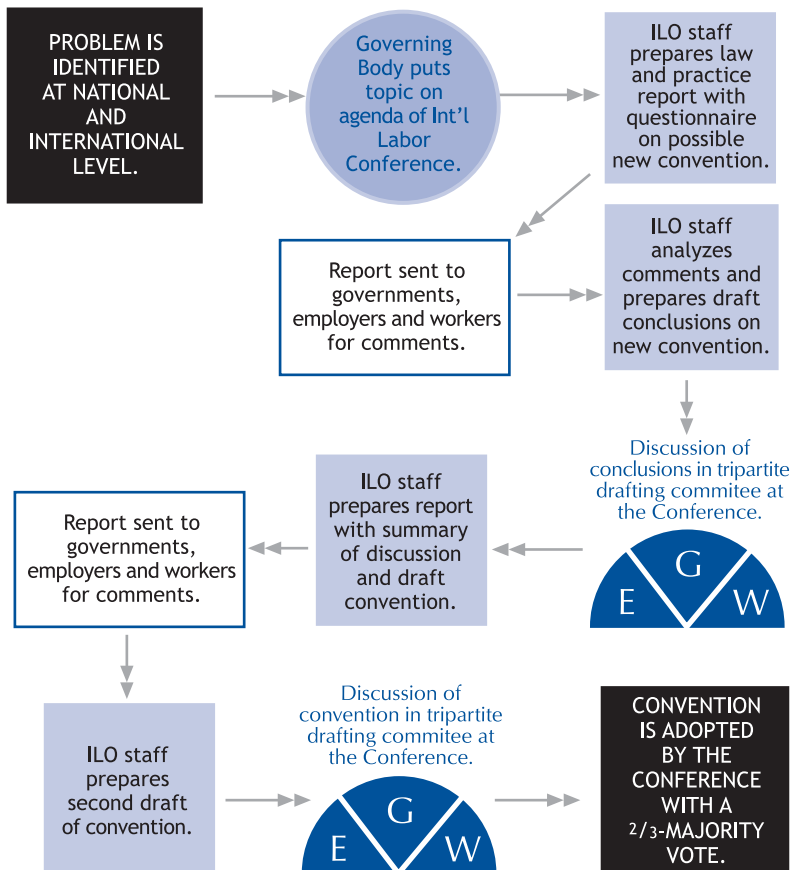 PROBLEM IS
IDENTIFIED
AT NATIONAL
AND
INTERNATIONAL
LEVEL.
Governing
Body puts
topic on
agenda of Int'l
Labor
Conference.
ILO staff
prepares law
and practice
report with
questionnaire
on possible
new convention.
Report sent to
governments,
employers and workers
for comments.
ILO staff
analyzes
comments and
prepares draft
conclusions on
new convention.
Discussion of
conclusions in tripartite
drafting commitee at
the Conference.
E G W
ILO staff
prepares report
with summary
of discussion
and draft
convention.
Report sent to
governments,
employers and workers
for comments.
ILO staff
prepares
second draft
of convention.
Discussion of
convention in tripartite
drafting commitee at
the Conference.
E G W
CONVENTION
IS ADOPTED
BY THE
CONFERENCE
WITH A
2/3-MAJORITY
VOTE.